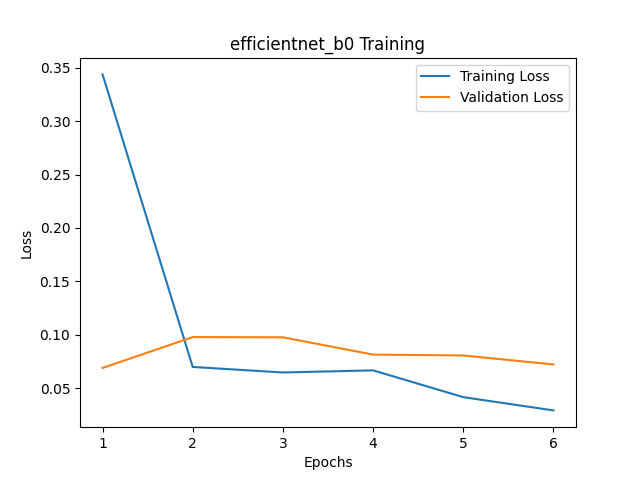 efficientnet_b0 Training
Training Loss
Validation Loss
0.35
0.30
0.25
0.20
0.15
0.10
0.05
Loss
1 2 3 4 5 6
Epochs